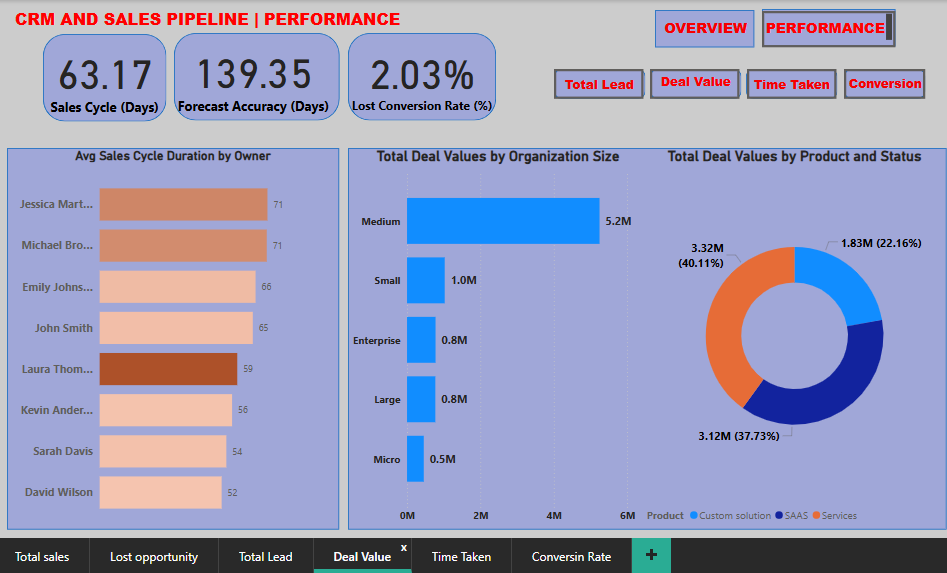 CRM AND SALES PIPELINE | PERFORMANCE
OVERVIEW
PERFORMANCE
63.17
Sales Cycle (Days)
139.35
Forecast Accuracy (Days)
2.03%
Lost Conversion Rate (%)
Total Lead
Deal Value
Time Taken
Conversion
Avg Sales Cycle Duration by Owner
Jessica Mart... 71
Michael Bro... 71
Emily Johns... 66
John Smith 65
Laura Thom... 59
Kevin Ander... 56
Sarah Davis 54
David Wilson 52
Total Deal Values by Organization Size
Medium 5.2M
Small 1.0M
Enterprise 0.8M
Large 0.8M
Micro 0.5M
0M 2M 4M 6M
Total Deal Values by Product and Status
1.83M (22.16%)
3.32M
(40.11%)
3.12M (37.73%)
Product Custom solution SAAS Services
Total sales
Lost opportunity
Total Lead
Deal Value x
Time Taken
Conversin Rate
+